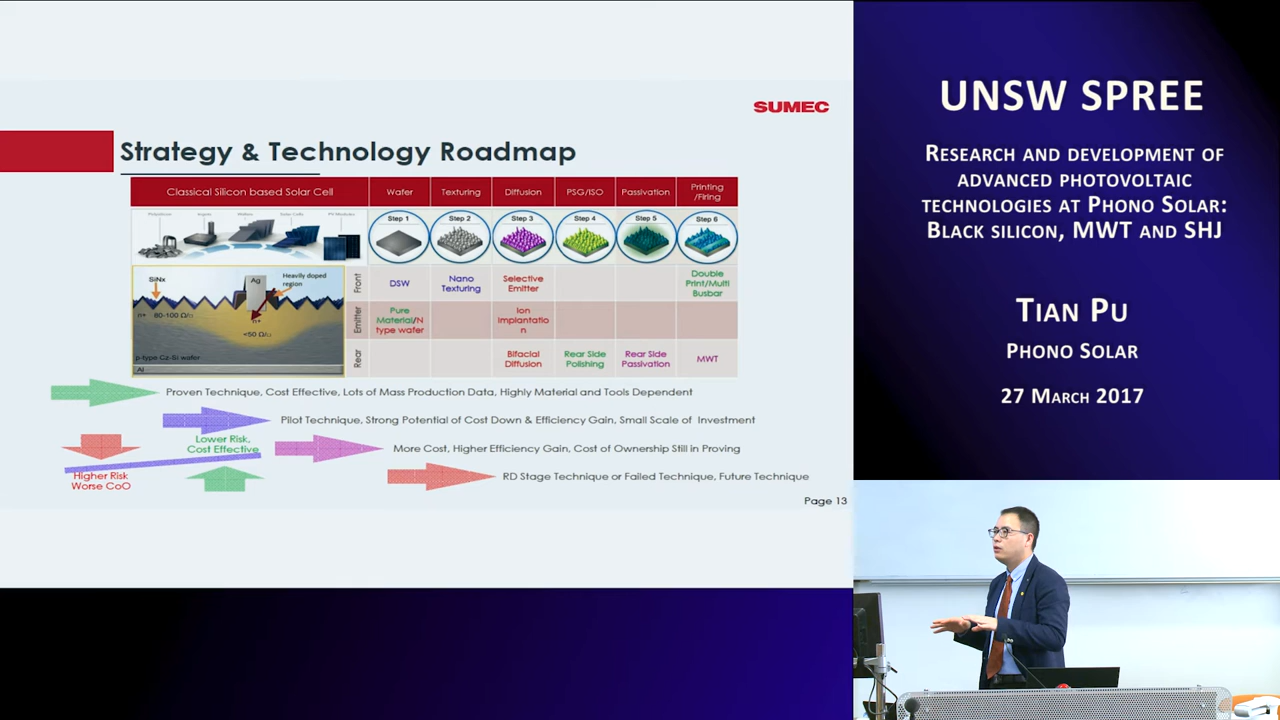 SUMEC
Strategy & Technology Roadmap
Classical Silicon based Solar Cell
Wafer
Texturing
Diffusion
PSG/ISO
Passivation
Printing
/Firing
Polysilicon
Ingots
Wafers
Solar Cells
PV Modules
Step 1
Step 2
Step 3
Step 4
Step 5
Step 6
SiNx
Ag
Heavily doped
region
n+
80-100 Ω/□
n++
<50 Ω/□
p-type Cz-Si wafer
Al
Front
DSW
Nano
Texturing
Selective
Emitter
Double
Print/Multi
Busbar
Emitter
Pure
Material/N
type wafer
Ion
Implantatio
n
Rear
Bifacial
Diffusion
Rear Side
Polishing
Rear Side
Passivation
MWT
Proven Technique, Cost Effective, Lots of Mass Production Data, Highly Material and Tools Dependent
Pilot Technique, Strong Potential of Cost Down & Efficiency Gain, Small Scale of Investment
Lower Risk,
Cost Effective
More Cost, Higher Efficiency Gain, Cost of Ownership Still in Proving
Higher Risk
Worse CoO
RD Stage Technique or Failed Technique, Future Technique
Page 13
UNSW SPREE
Research and development of
advanced photovoltaic
technologies at Phono Solar:
Black silicon, MWT and SHJ
Tian Pu
Phono Solar
27 March 2017